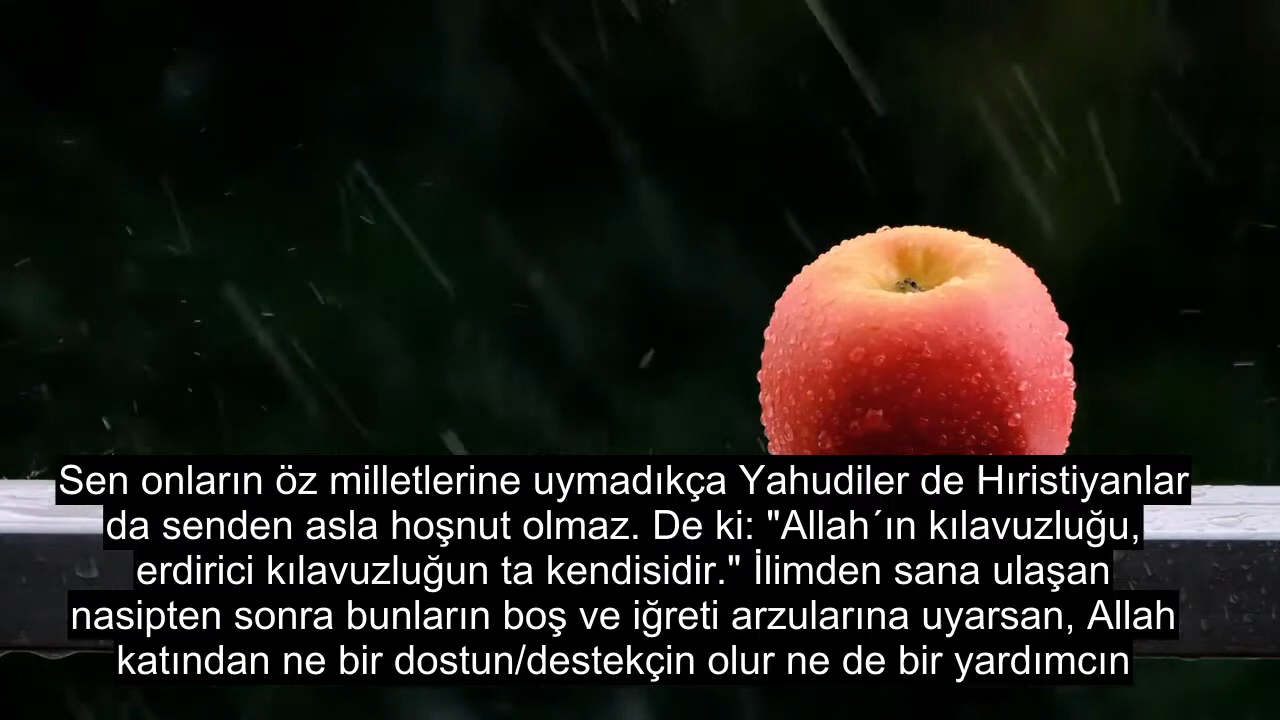 Sen onların öz milletlerine uymadıkça Yahudiler de Hıristiyanlar
da senden asla hoşnut olmaz. De ki: "Allah´ın kılavuzluğu,
erdirici kılavuzluğun ta kendisidir." İlimden sana ulaşan
nasipten sonra bunların boş ve iğreti arzularına uyarsan, Allah
katından ne bir dostun/destekçin olur ne de bir yardımcın